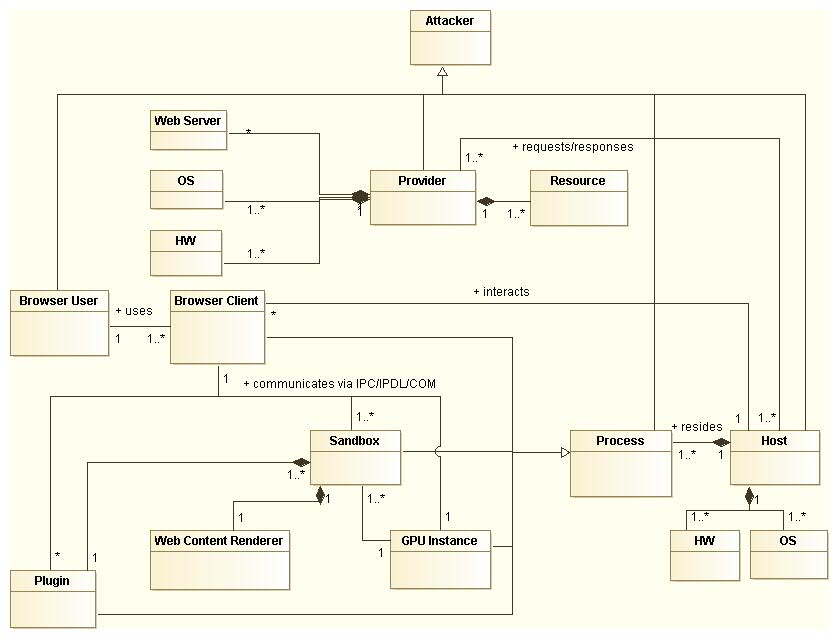 Attacker
Web Server
*
1..*
+ requests/responses
OS
Provider
Resource
1..*
1
1
1..*
HW
1..*
Browser User
+ uses
1
1..*
Browser Client
+ interacts
*
1
+ communicates via IPC/IPDL/COM
1..*
1
1..*
Sandbox
Process
+ resides
1..*
1
Host
1..*
1
1..*
1
1..*
1..*
1
Web Content Renderer
1
GPU Instance
1
HW
OS
*
1
Plugin